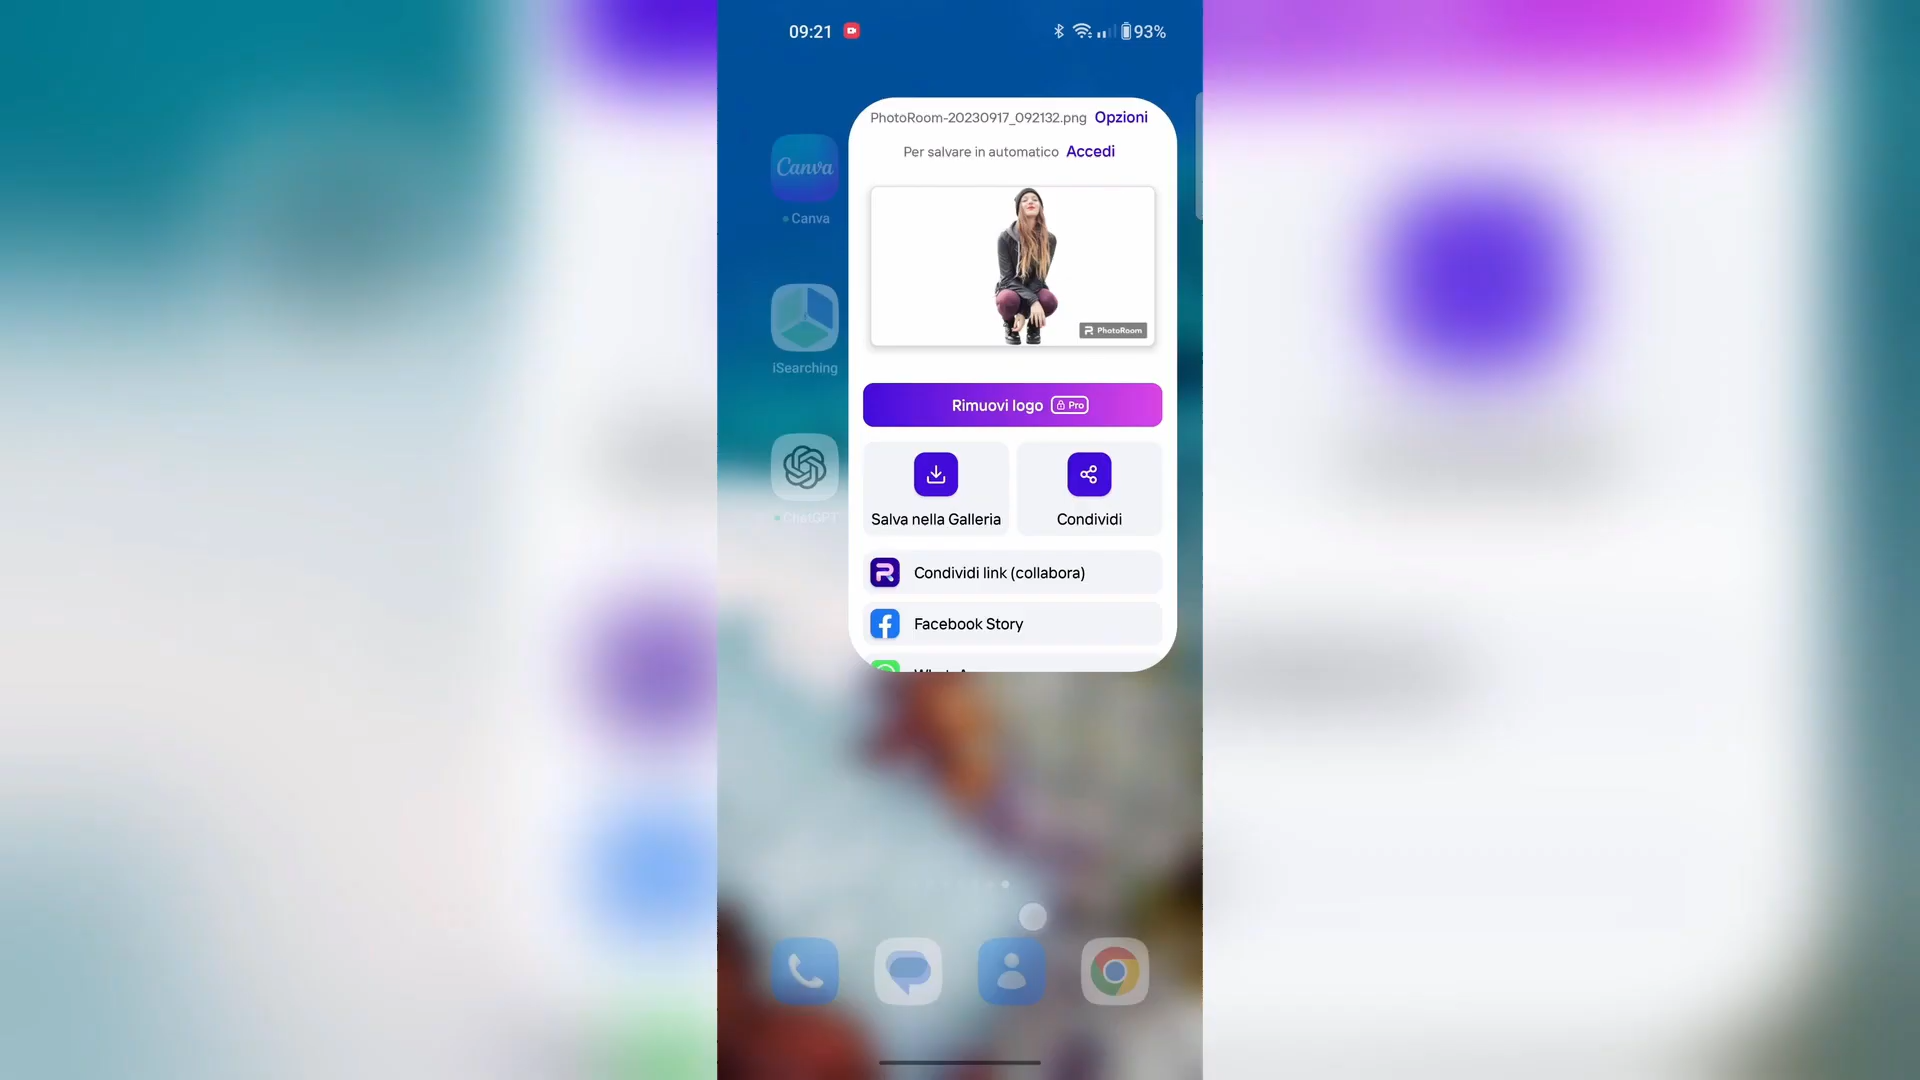 09:21
93%
PhotoRoom-20230917_092132.png Opzioni
Per salvare in automatico Accedi
Canva
Canva
PhotoRoom
iSearching
Rimuovi logo Pro
Salva nella Galleria
Condividi
ChatGPT
Condividi link (collabora)
Facebook Story